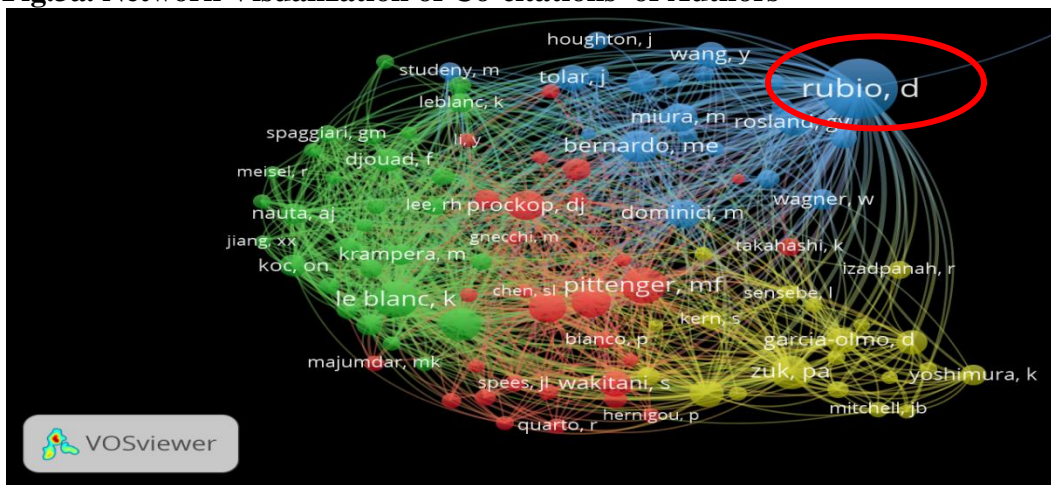 Fig.5a: Network Visualization of Co-citations of Authors
houghton, j
wang, y
studeny, m
tolar, j
rubio, d
leblanc, k
miura, m
rosland, gv
spaggiari, gm
li, y
bernardo, me
djouad, f
meisel, r
lee, rh
prockop, dj
wagner, w
nauta, aj
dominici, m
jiang, xx
gnecchi, m
takahashi, k
krampera, m
koc, on
izadpanah, r
le blanc, k
chen, sl
pittenger, mf
sensebe, l
kern, s
bianco, p
garcia-olmo, d
majumdar, mk
zuk, pa
yoshimura, k
spees, jl
wakitani, s
mitchell, jb
hernigou, p
quarto, r
VOSviewer